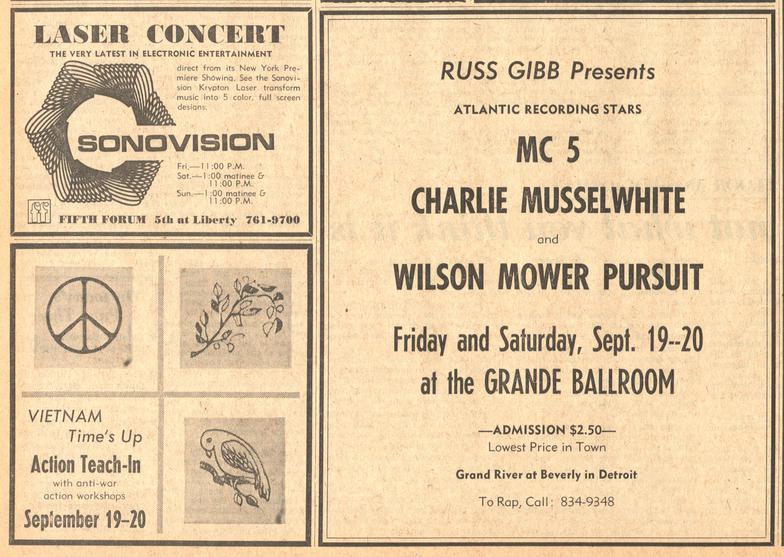 LASER CONCERT
THE VERY LATEST IN ELECTRONIC ENTERTAINMENT
direct from its New York Pre-
miere Showing. See the Sonovi-
sion Krypton Laser transform
music into 5 color, full screen
designs.
SONOVISION
Fri.—11:00 P.M.
Sat.—1:00 matinee &
11:00 P.M.
Sun.—1:00 matinee &
11:00 P.M.
FIFTH FORUM 5th at Liberty 761-9700
VIETNAM
Time's Up
Action Teach-In
with anti-war
action workshops
September 19-20
RUSS GIBB Presents
ATLANTIC RECORDING STARS
MC 5
CHARLIE MUSSELWHITE
and
WILSON MOWER PURSUIT
Friday and Saturday, Sept. 19--20
at the GRANDE BALLROOM
—ADMISSION $2.50—
Lowest Price in Town
Grand River at Beverly in Detroit
To Rap, Call: 834-9348